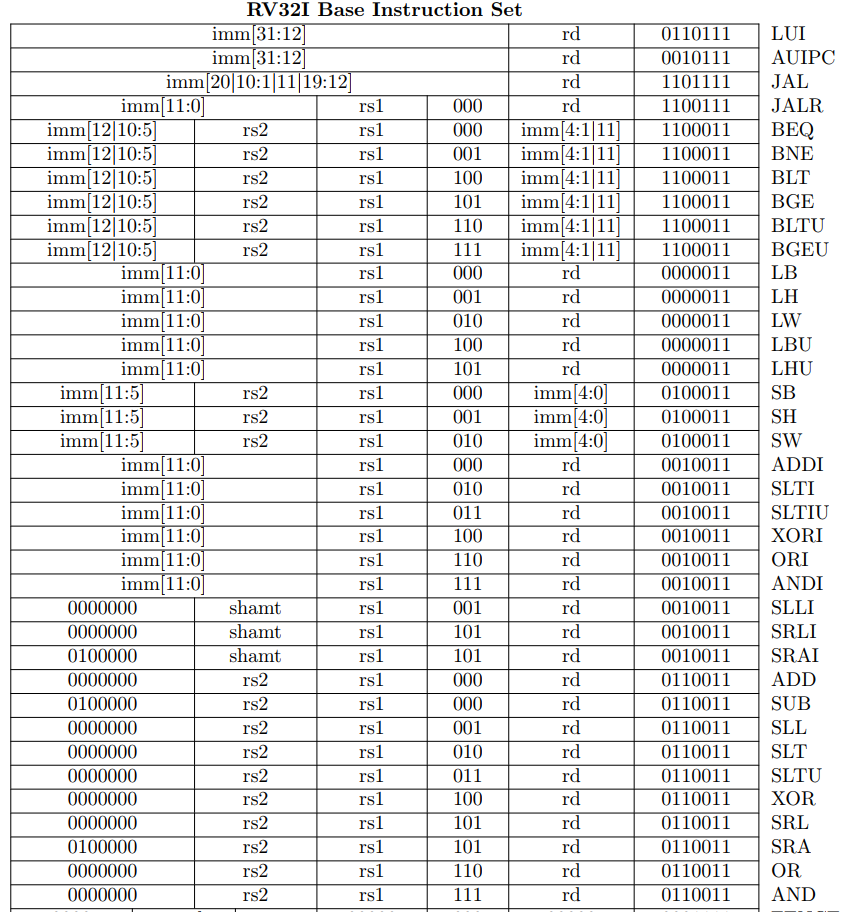 RV32I Base Instruction Set
imm[31:12] rd 0110111 LUI
imm[31:12] rd 0010111 AUIPC
imm[20|10:1|11|19:12] rd 1101111 JAL
imm[11:0] rs1 000 rd 1100111 JALR
imm[12|10:5] rs2 rs1 000 imm[4:1|11] 1100011 BEQ
imm[12|10:5] rs2 rs1 001 imm[4:1|11] 1100011 BNE
imm[12|10:5] rs2 rs1 100 imm[4:1|11] 1100011 BLT
imm[12|10:5] rs2 rs1 101 imm[4:1|11] 1100011 BGE
imm[12|10:5] rs2 rs1 110 imm[4:1|11] 1100011 BLTU
imm[12|10:5] rs2 rs1 111 imm[4:1|11] 1100011 BGEU
imm[11:0] rs1 000 rd 0000011 LB
imm[11:0] rs1 001 rd 0000011 LH
imm[11:0] rs1 010 rd 0000011 LW
imm[11:0] rs1 100 rd 0000011 LBU
imm[11:0] rs1 101 rd 0000011 LHU
imm[11:5] rs2 rs1 000 imm[4:0] 0100011 SB
imm[11:5] rs2 rs1 001 imm[4:0] 0100011 SH
imm[11:5] rs2 rs1 010 imm[4:0] 0100011 SW
imm[11:0] rs1 000 rd 0010011 ADDI
imm[11:0] rs1 010 rd 0010011 SLTI
imm[11:0] rs1 011 rd 0010011 SLTIU
imm[11:0] rs1 100 rd 0010011 XORI
imm[11:0] rs1 110 rd 0010011 ORI
imm[11:0] rs1 111 rd 0010011 ANDI
0000000 shamt rs1 001 rd 0010011 SLLI
0000000 shamt rs1 101 rd 0010011 SRLI
0100000 shamt rs1 101 rd 0010011 SRAI
0000000 rs2 rs1 000 rd 0110011 ADD
0100000 rs2 rs1 000 rd 0110011 SUB
0000000 rs2 rs1 001 rd 0110011 SLL
0000000 rs2 rs1 010 rd 0110011 SLT
0000000 rs2 rs1 011 rd 0110011 SLTU
0000000 rs2 rs1 100 rd 0110011 XOR
0000000 rs2 rs1 101 rd 0110011 SRL
0100000 rs2 rs1 101 rd 0110011 SRA
0000000 rs2 rs1 110 rd 0110011 OR
0000000 rs2 rs1 111 rd 0110011 AND